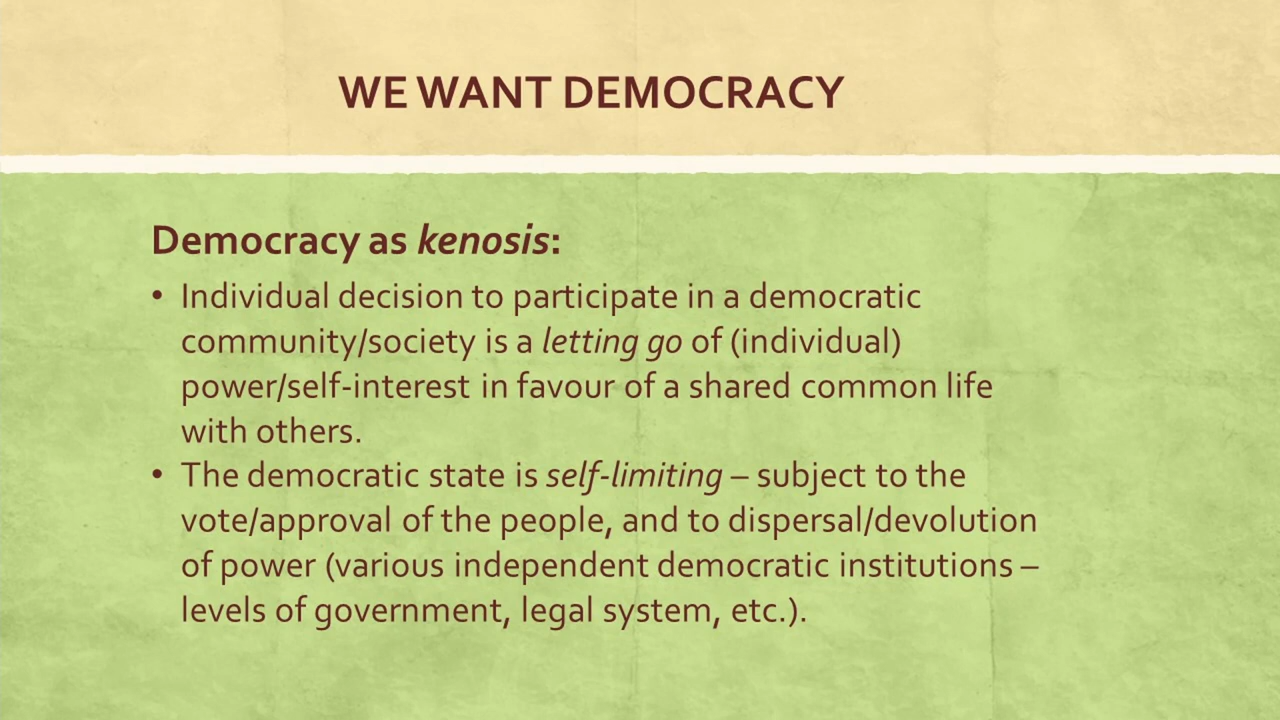 WE WANT DEMOCRACY
Democracy as kenosis:
• Individual decision to participate in a democratic
community/society is a letting go of (individual)
power/self-interest in favour of a shared common life
with others.
• The democratic state is self-limiting – subject to the
vote/approval of the people, and to dispersal/devolution
of power (various independent democratic institutions –
levels of government, legal system, etc.).